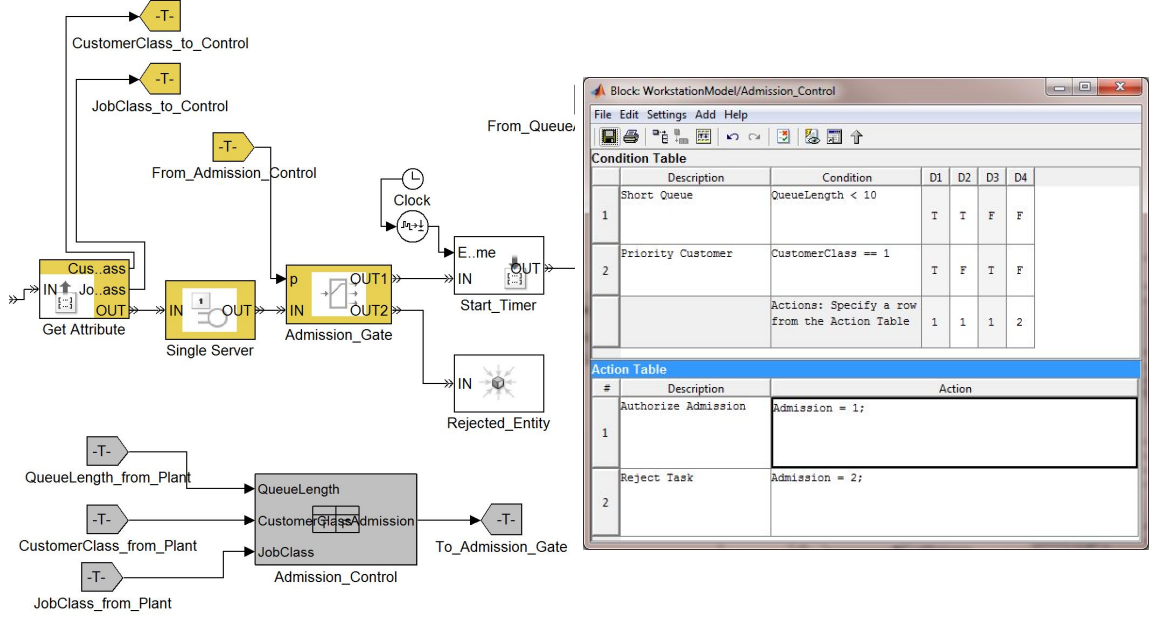 -T-
CustomerClass_to_Control
-T-
JobClass_to_Control
-T-
From_Admission_Control
From_Queue
Clock
Cus..ass
IN
Jo..ass
[...]
OUT
Get Attribute
IN
1
OUT
Single Server
p
OUT1
IN
OUT2
Admission_Gate
E..me
IN
OUT
[...]
Start_Timer
IN
Rejected_Entity
-T-
QueueLength_from_Plant
-T-
CustomerClass_from_Plant
-T-
JobClass_from_Plant
QueueLength
CustomerClass
Admission
JobClass
Admission_Control
-T-
To_Admission_Gate
Block: WorkstationModel/Admission_Control
File Edit Settings Add Help
Condition Table
Description Condition D1 D2 D3 D4
1 Short Queue QueueLength < 10 T T F F
2 Priority Customer CustomerClass == 1 T F T F
Actions: Specify a row
from the Action Table 1 1 1 2
Action Table
# Description Action
1 Authorize Admission Admission = 1;
2 Reject Task Admission = 2;